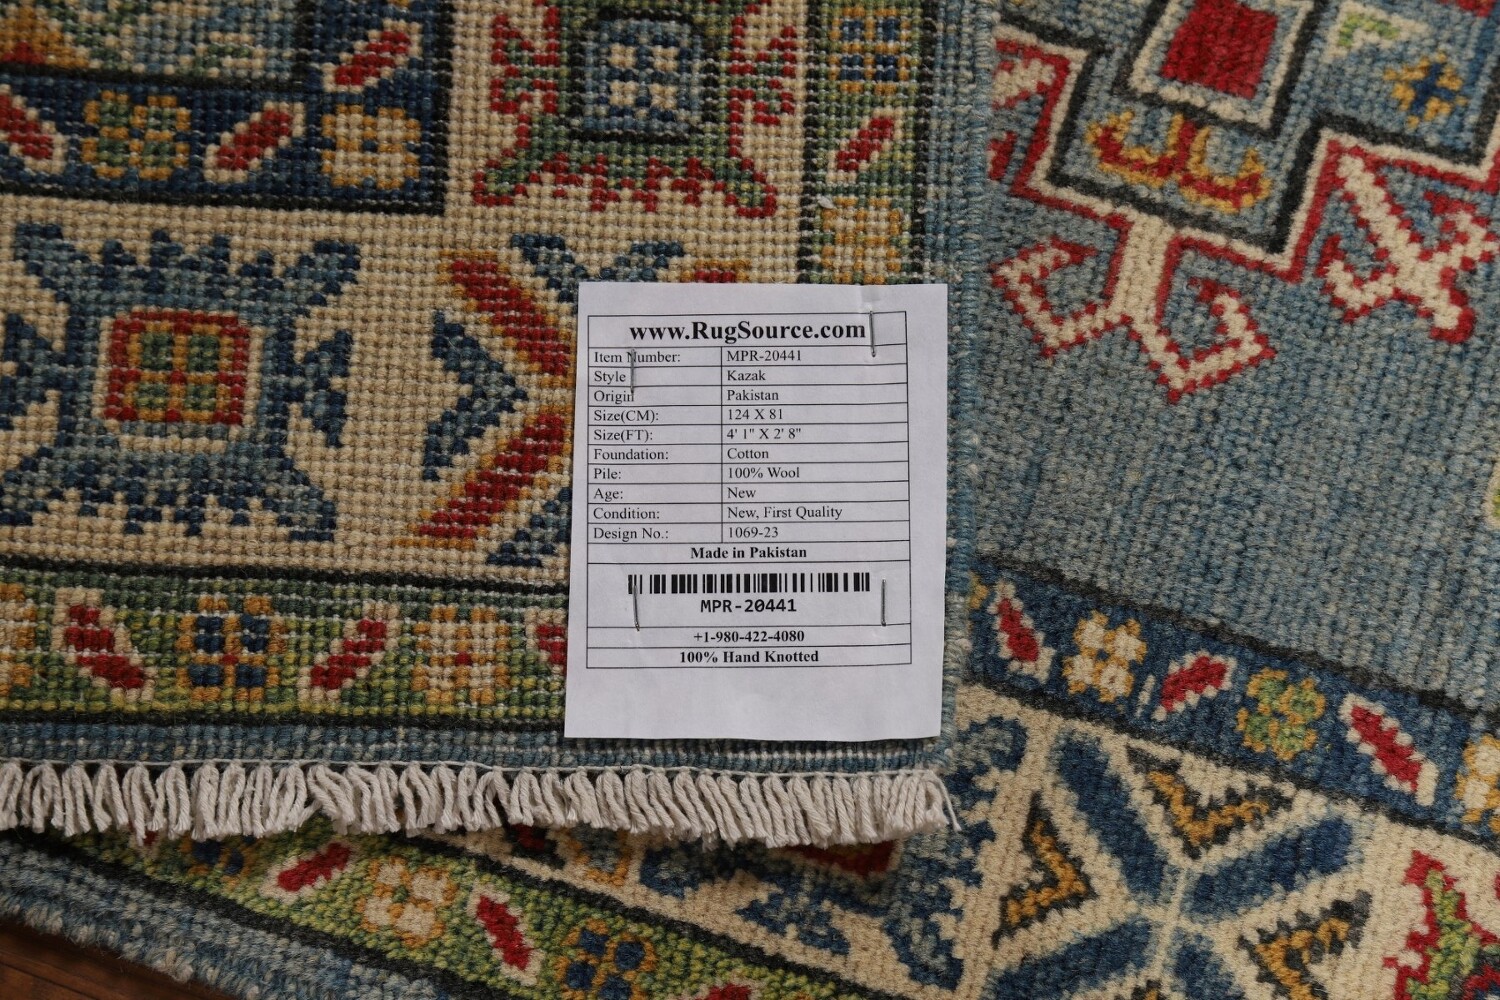 www.RugSource.com
Item Number: MPR-20441
Style Kazak
Origin Pakistan
Size(CM): 124 X 81
Size(FT): 4' 1" X 2' 8"
Foundation: Cotton
Pile: 100% Wool
Age: New
Condition: New, First Quality
Design No.: 1069-23
Made in Pakistan
MPR-20441
+1-980-422-4080
100% Hand Knotted